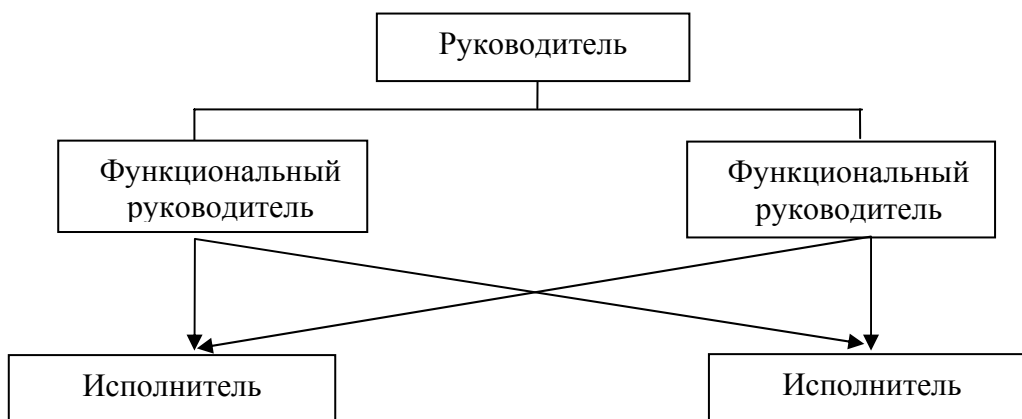 Руководитель
Функциональный
руководитель
Функциональный
руководитель
Исполнитель
Исполнитель